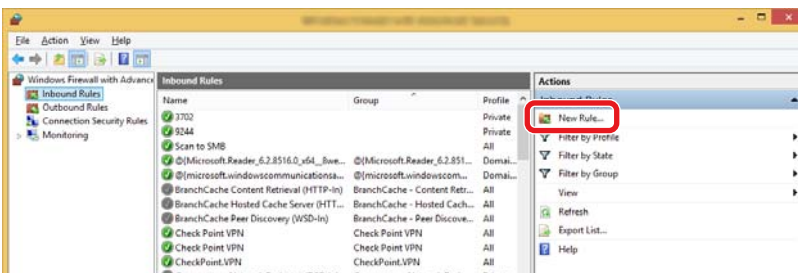 File Action View Help
Windows Firewall with Advance
Inbound Rules
Outbound Rules
Connection Security Rules
Monitoring
Inbound Rules
Name Group Profile
3702 Private
9244 Private
Scan to SMB All
@{Microsoft.Reader_6.2.8516.0_x64__8we... @{Microsoft.Reader_6.2.851... Domai...
@{microsoft.windowscommunicationsa... @{microsoft.windowscom... Domai...
BranchCache Content Retrieval (HTTP-In) BranchCache - Content Retr... All
BranchCache Hosted Cache Server (HTT... BranchCache - Hosted Cach... All
BranchCache Peer Discovery (WSD-In) BranchCache - Peer Discove... All
Check Point VPN Check Point VPN All
Check Point VPN Check Point VPN All
CheckPoint.VPN CheckPoint.VPN All
Actions
Inbound Rules
New Rule...
Filter by Profile
Filter by State
Filter by Group
View
Refresh
Export List...
Help